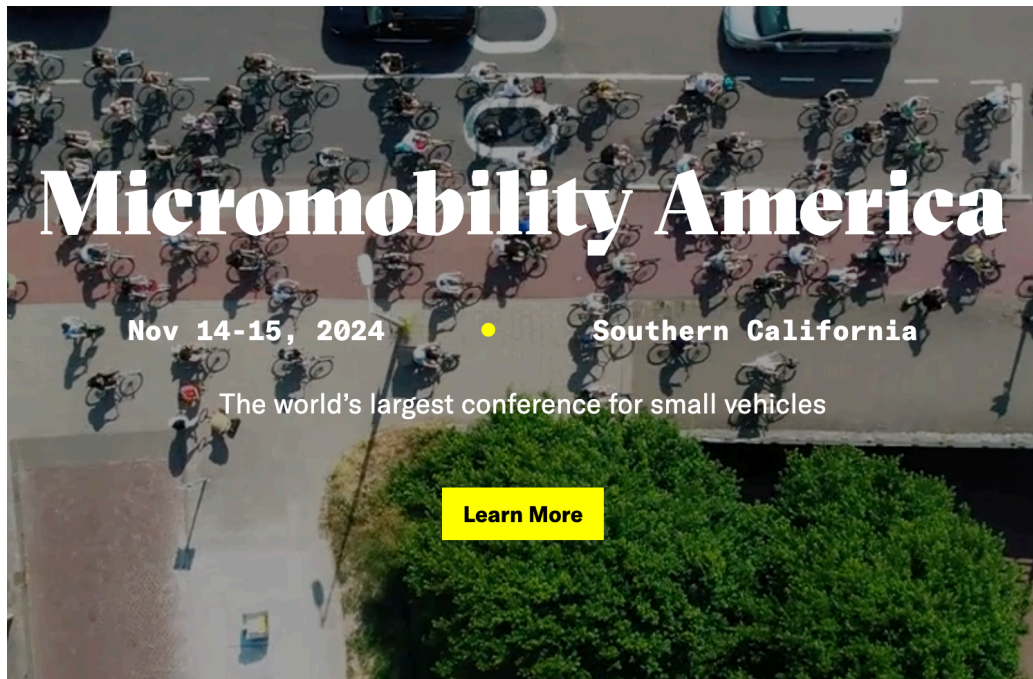 Micromobility America
Nov 14-15, 2024 • Southern California
The world’s largest conference for small vehicles
Learn More